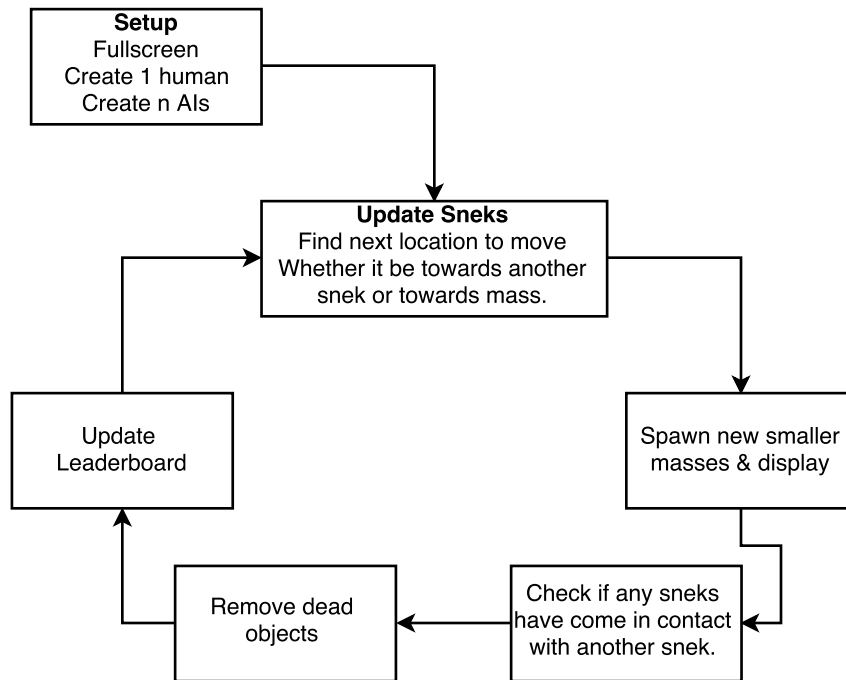 Setup
Fullscreen
Create 1 human
Create n AIs
Update Sneks
Find next location to move
Whether it be towards another
snek or towards mass.
Spawn new smaller
masses & display
Check if any sneks
have come in contact
with another snek.
Remove dead
objects
Update
Leaderboard